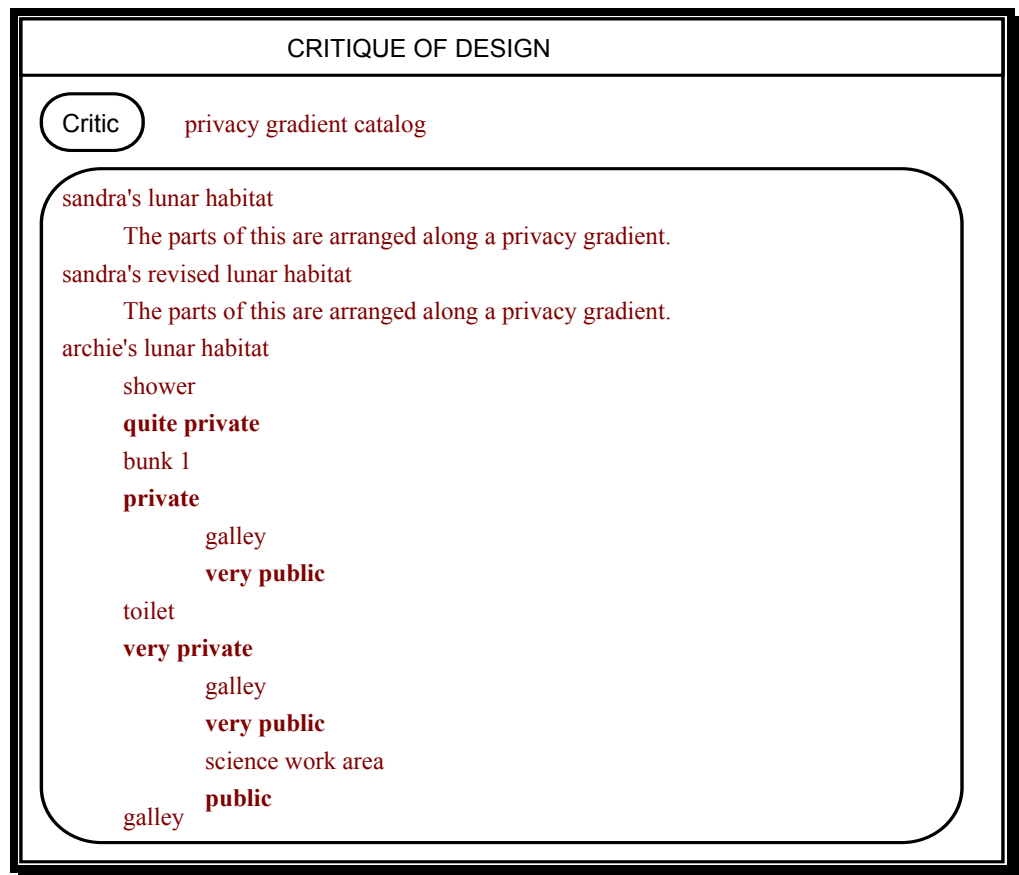 CRITIQUE OF DESIGN
Critic
privacy gradient catalog
sandra's lunar habitat
The parts of this are arranged along a privacy gradient.
sandra's revised lunar habitat
The parts of this are arranged along a privacy gradient.
archie's lunar habitat
shower
quite private
bunk 1
private
galley
very public
toilet
very private
galley
very public
science work area
public
galley